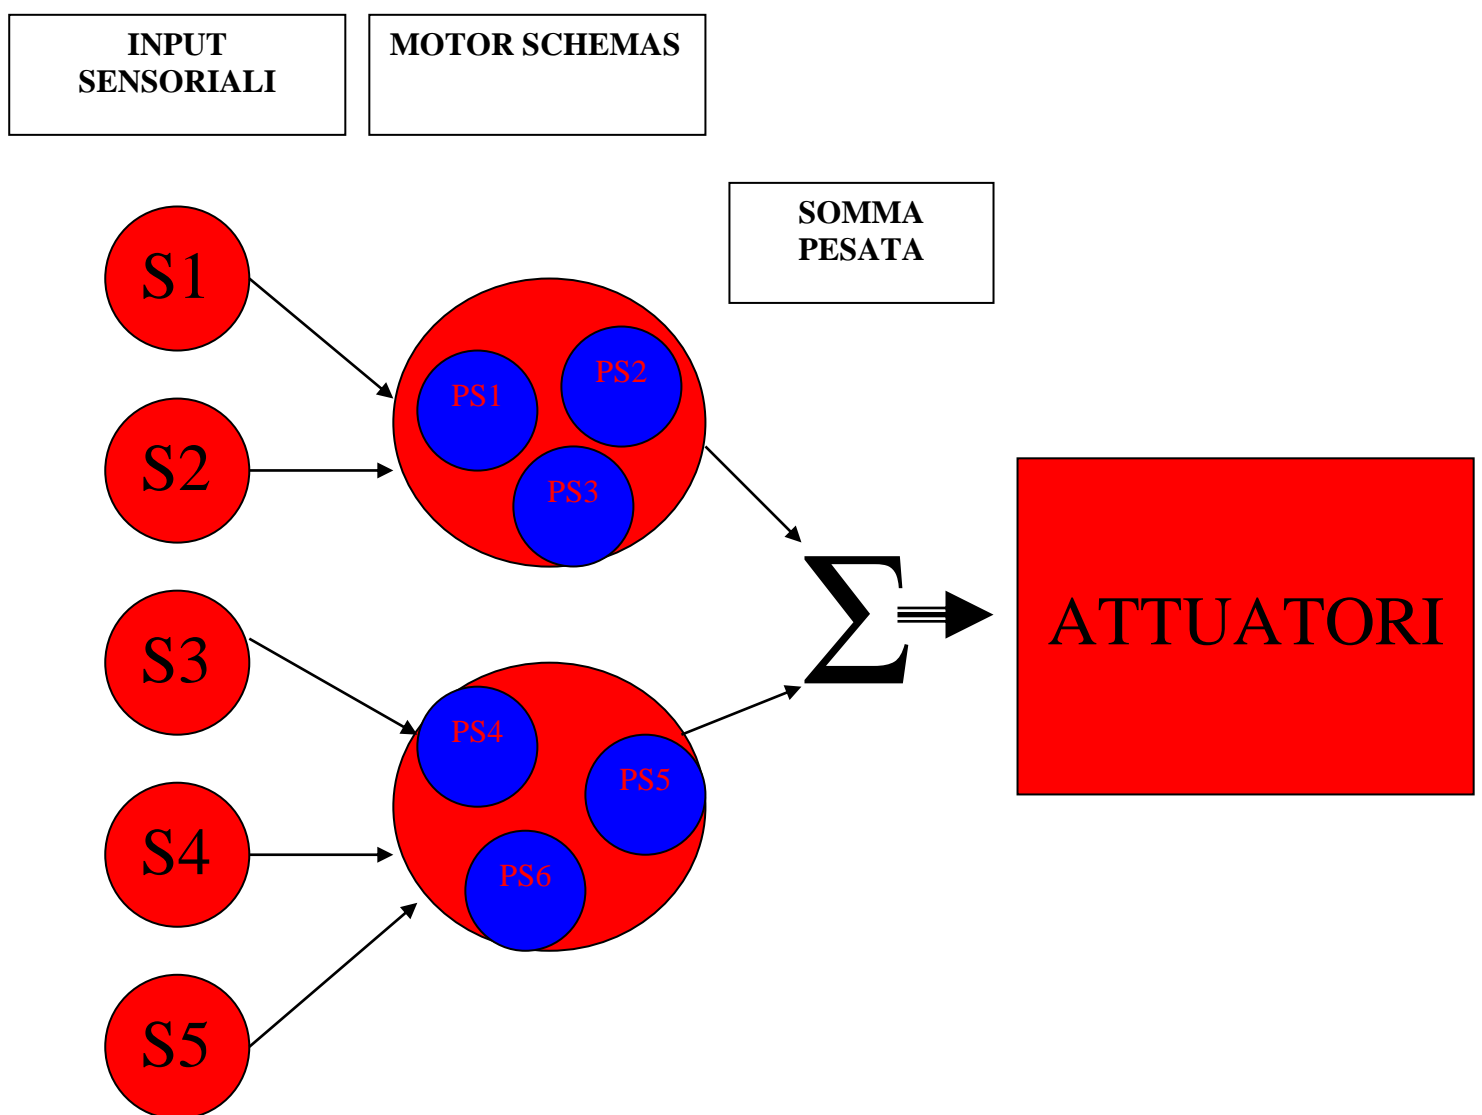 INPUT
SENSORIALI
MOTOR SCHEMAS
SOMMA
PESATA
S1
S2
S3
S4
S5
PS1
PS2
PS3
PS4
PS5
PS6
Σ
ATTUATORI